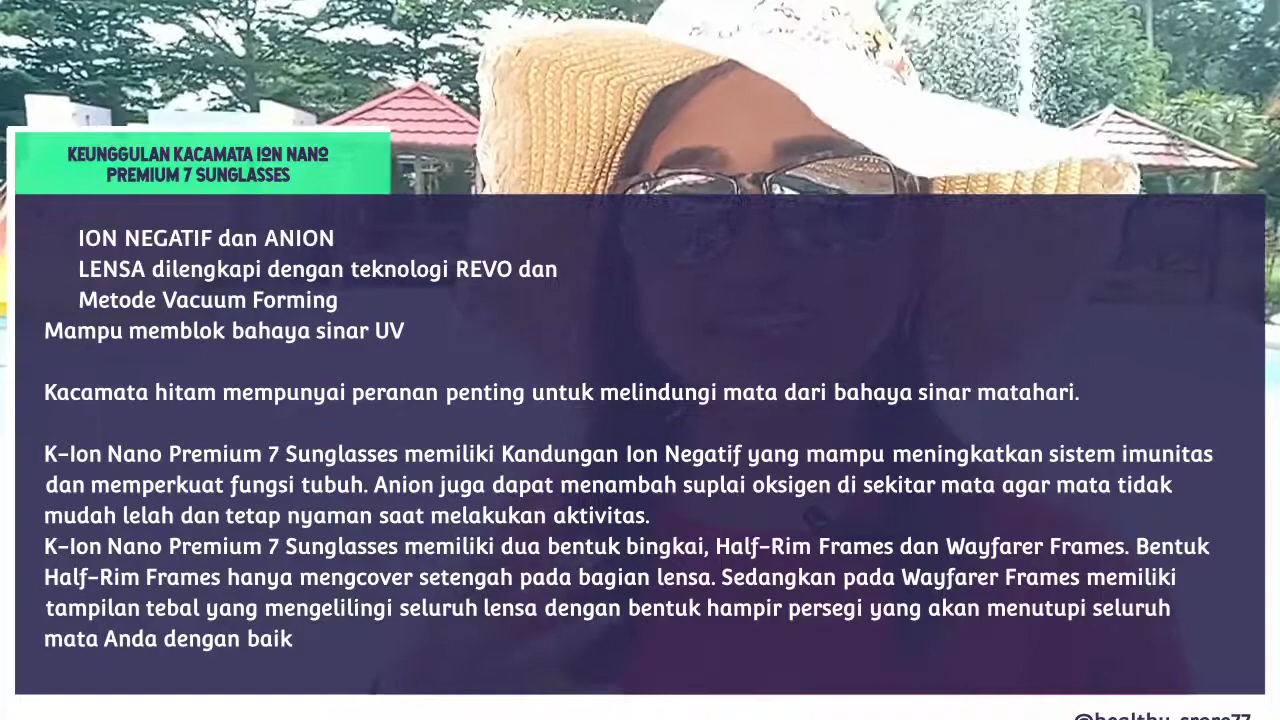 KEUNGGULAN KACAMATA ION NANO
PREMIUM 7 SUNGLASSES
ION NEGATIF dan ANION
LENSA dilengkapi dengan teknologi REVO dan
Metode Vacuum Forming
Mampu memblok bahaya sinar UV
Kacamata hitam mempunyai peranan penting untuk melindungi mata dari bahaya sinar matahari.
K-Ion Nano Premium 7 Sunglasses memiliki Kandungan Ion Negatif yang mampu meningkatkan sistem imunitas
dan memperkuat fungsi tubuh. Anion juga dapat menambah suplai oksigen di sekitar mata agar mata tidak
mudah lelah dan tetap nyaman saat melakukan aktivitas.
K-Ion Nano Premium 7 Sunglasses memiliki dua bentuk bingkai, Half-Rim Frames dan Wayfarer Frames. Bentuk
Half-Rim Frames hanya mengcover setengah pada bagian lensa. Sedangkan pada Wayfarer Frames memiliki
tampilan tebal yang mengelilingi seluruh lensa dengan bentuk hampir persegi yang akan menutupi seluruh
mata Anda dengan baik